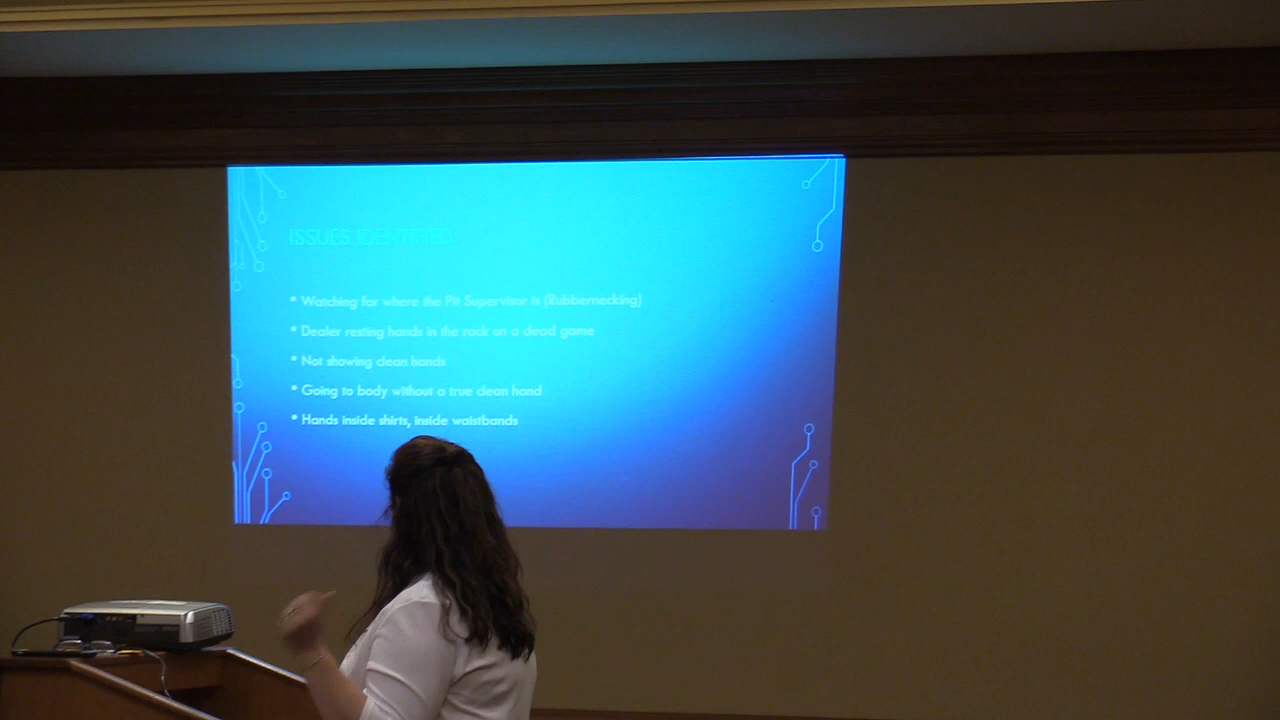 ISSUES IDENTIFIED
* Watching for where the Pit Supervisor is (Rubbernecking)
* Dealer resting hands in the rack on a dead game
* Not showing clean hands
* Going to body without a true clean hand
* Hands inside shirts, inside waistbands